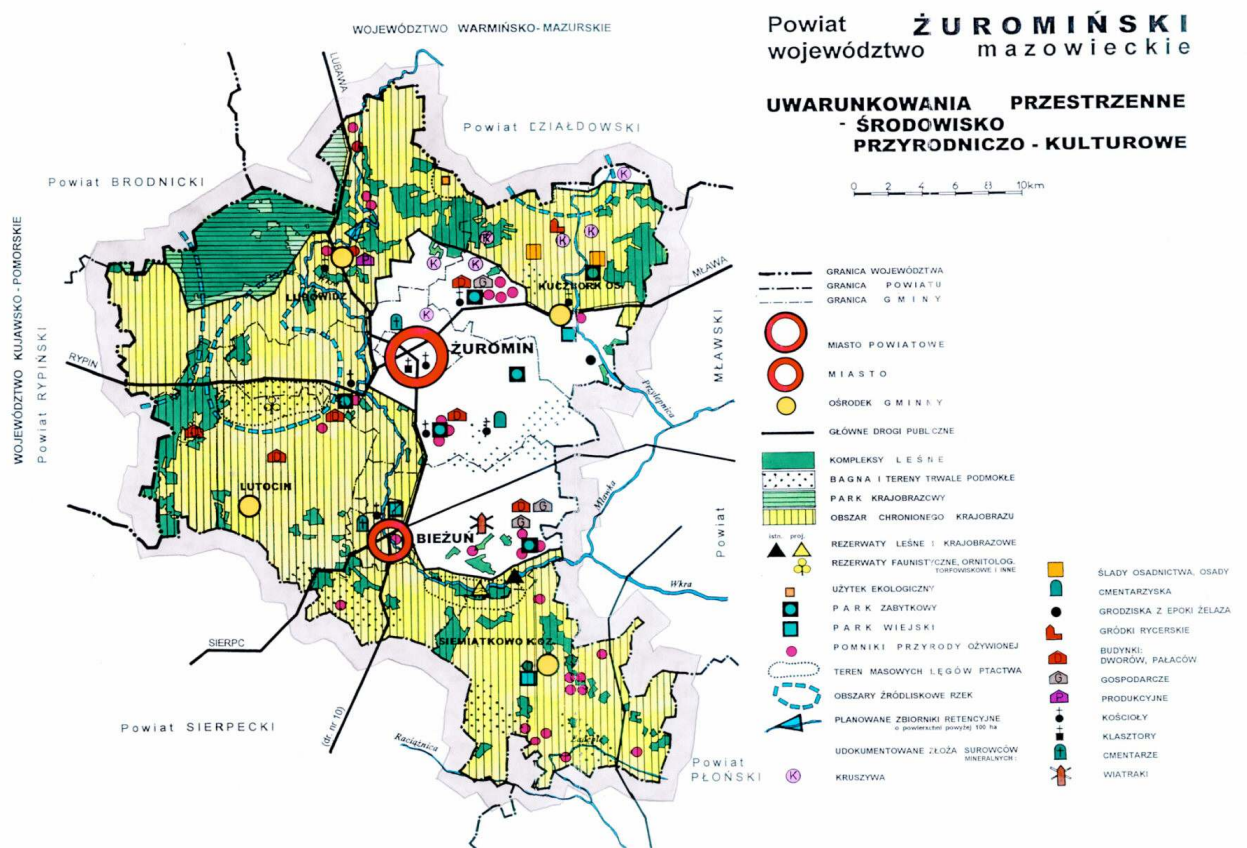 Powiat ŻUROMIŃSKI
województwo mazowieckie
UWARUNKOWANIA PRZESTRZENNE
- ŚRODOWISKO
PRZYRODNICZO - KULTUROWE
0 2 4 6 8 10km
WOJEWÓDZTWO WARMIŃSKO-MAZURSKIE
LUBAWA
Powiat DZIAŁDOWSKI
Powiat BRODNICKI
WOJEWÓDZTWO KUJAWSKO - POMORSKIE
Powiat RYPIŃSKI
RYPIN
MŁAWA
Powiat MŁAWSKI
LUBOWIDZ
KUCZBORK OS.
ŻUROMIN
Przylepnica
LUTOCIN
BIEŻUŃ
Mławka
Wkra
SIERPC
SIEMIĄTKOWO KOZ.
Powiat SIERPECKI
(dr. nr 10)
Raciążnica
Powiat PŁOŃSKI
K
K
K
K
K
K
K
K
P
D
G
D
D
D
D
D
G
G
GRANICA WOJEWÓDZTWA
GRANICA POWIATU
GRANICA GMINY
MIASTO POWIATOWE
MIASTO
OŚRODEK GMINNY
GŁÓWNE DROGI PUBLICZNE
KOMPLEKSY LEŚNE
BAGNA I TERENY TRWALE PODMOKŁE
PARK KRAJOBRAZOWY
OBSZAR CHRONIONEGO KRAJOBRAZU
istn. proj.
REZERWATY LEŚNE I KRAJOBRAZOWE
REZERWATY FAUNISTYCZNE, ORNITOLOG.
TORFOWISKOWE I INNE
UŻYTEK EKOLOGICZNY
PARK ZABYTKOWY
PARK WIEJSKI
POMNIKI PRZYRODY OŻYWIONEJ
TEREN MASOWYCH LĘGÓW PTACTWA
OBSZARY ŹRÓDLISKOWE RZEK
PLANOWANE ZBIORNIKI RETENCYJNE
o powierzchni powyżej 100 ha
UDOKUMENTOWANE ZŁOŻA SUROWCÓW
MINERALNYCH :
K KRUSZYWA
ŚLADY OSADNICTWA, OSADY
CMENTARZYSKA
GRODZISKA Z EPOKI ŻELAZA
GRÓDKI RYCERSKIE
BUDYNKI:
D DWORÓW, PAŁACÓW
G GOSPODARCZE
P PRODUKCYJNE
KOŚCIOŁY
KLASZTORY
CMENTARZE
WIATRAKI